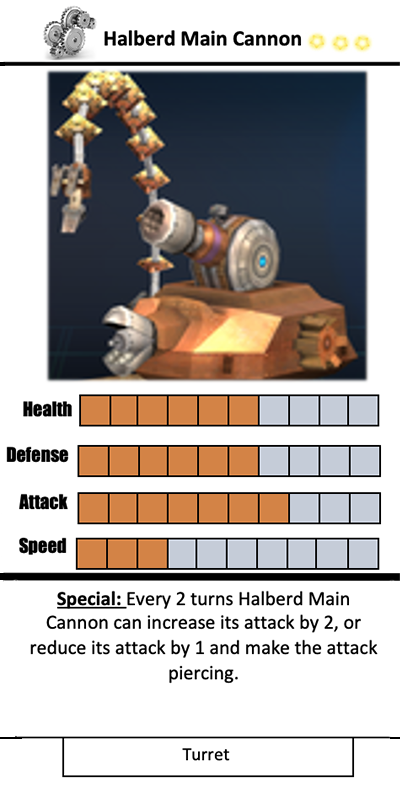 Halberd Main Cannon
Health
Defense
Attack
Speed
Special: Every 2 turns Halberd Main
Cannon can increase its attack by 2, or
reduce its attack by 1 and make the attack
piercing.
Turret